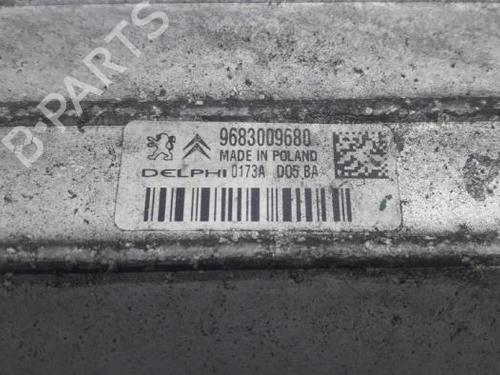 9683009680
MADE IN POLAND
DELPHI 0173A D05 BA
B-PARTS